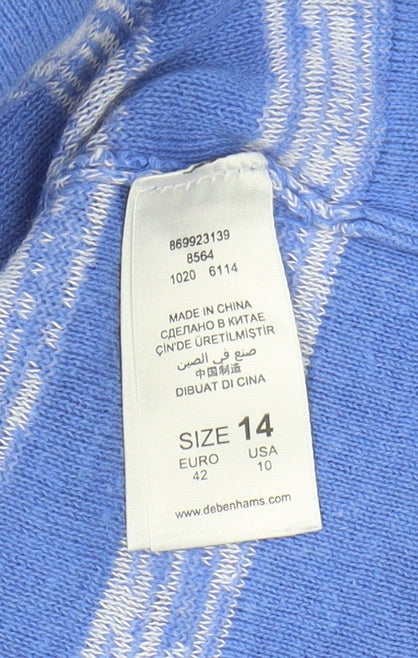 869923139
8564
1020 6114
MADE IN CHINA
СДЕЛАНО В КИТАЕ
ÇİN'DE ÜRETİLMİŞTİR
صنع في الصين
中国制造
DIBUAT DI CINA
SIZE 14
EURO USA
42 10
www.debenhams.com